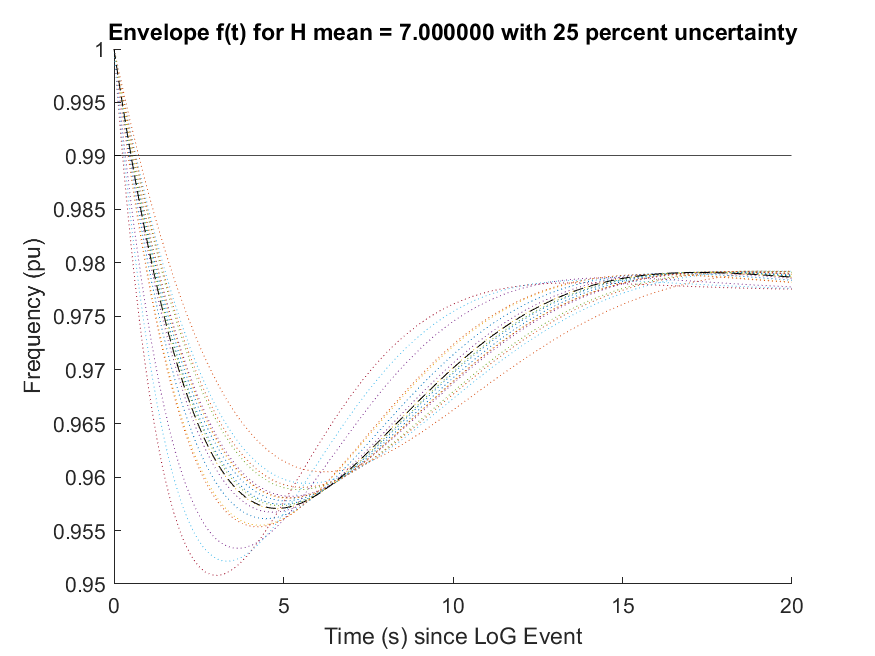 Envelope f(t) for H mean = 7.000000 with 25 percent uncertainty
1
0.995
0.99
0.985
0.98
0.975
0.97
0.965
0.96
0.955
0.95
Frequency (pu)
0 5 10 15 20
Time (s) since LoG Event